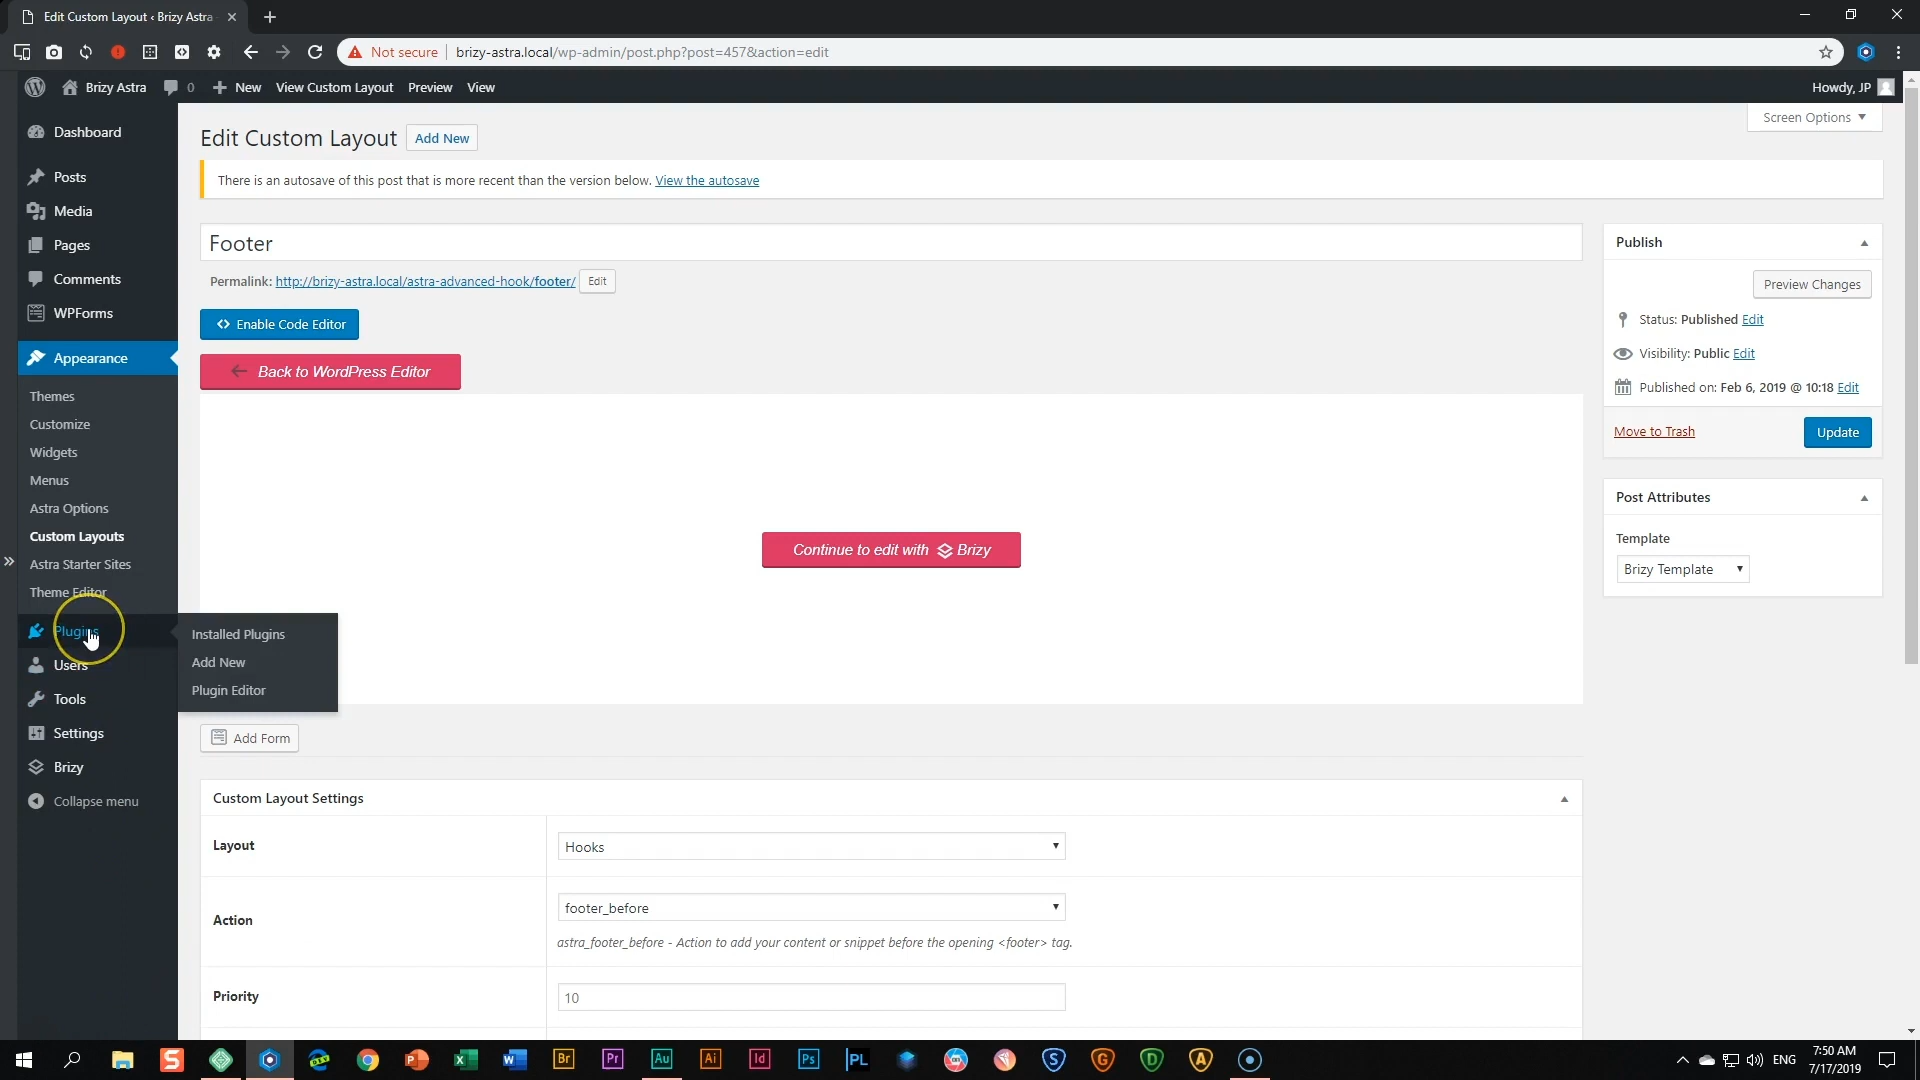 Edit Custom Layout ‹ Brizy Astra
Not secure
brizy-astra.local/wp-admin/post.php?post=457&action=edit
Brizy Astra
0
New
View Custom Layout
Preview
View
Howdy, JP
Dashboard
Posts
Media
Pages
Comments
WPForms
Appearance
Themes
Customize
Widgets
Menus
Astra Options
Custom Layouts
Astra Starter Sites
Theme Editor
Plugins
Installed Plugins
Add New
Plugin Editor
Users
Tools
Settings
Brizy
Collapse menu
Screen Options
Edit Custom Layout
Add New
There is an autosave of this post that is more recent than the version below. View the autosave
Footer
Permalink: http://brizy-astra.local/astra-advanced-hook/footer/
Edit
<> Enable Code Editor
Back to WordPress Editor
Continue to edit with Brizy
Add Form
Custom Layout Settings
Layout
Hooks
Action
footer_before
astra_footer_before - Action to add your content or snippet before the opening <footer> tag.
Priority
10
Publish
Preview Changes
Status: Published Edit
Visibility: Public Edit
Published on: Feb 6, 2019 @ 10:18 Edit
Move to Trash
Update
Post Attributes
Template
Brizy Template
DEV
Br
Pr
Au
Ai
Id
Ps
PL
S
G
D
A
ENG
7:50 AM
7/17/2019